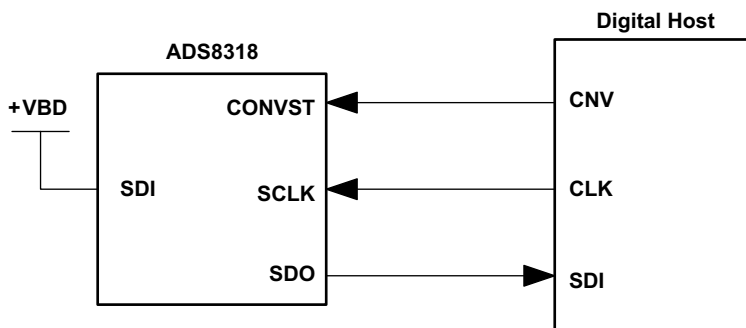 Digital Host
ADS8318
+VBD
CONVST
CNV
SDI
SCLK
CLK
SDO
SDI